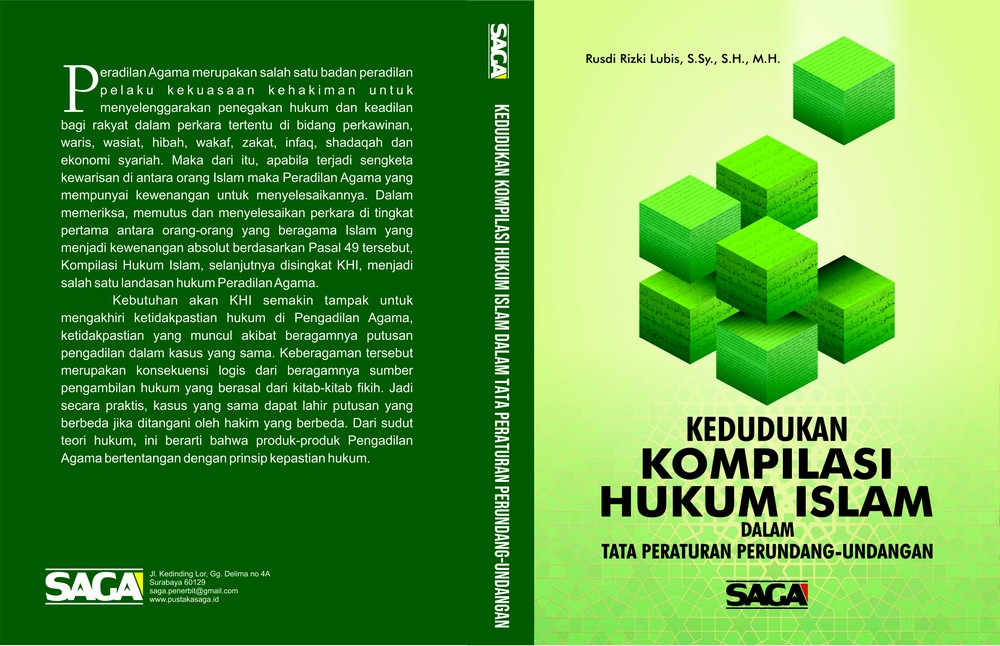 Peradilan Agama merupakan salah satu badan peradilan
pelaku kekuasaan kehakiman untuk
menyelenggarakan penegakan hukum dan keadilan
bagi rakyat dalam perkara tertentu di bidang perkawinan,
waris, wasiat, hibah, wakaf, zakat, infaq, shadaqah dan
ekonomi syariah. Maka dari itu, apabila terjadi sengketa
kewarisan di antara orang Islam maka Peradilan Agama yang
mempunyai kewenangan untuk menyelesaikannya. Dalam
memeriksa, memutus dan menyelesaikan perkara di tingkat
pertama antara orang-orang yang beragama Islam yang
menjadi kewenangan absolut berdasarkan Pasal 49 tersebut,
Kompilasi Hukum Islam, selanjutnya disingkat KHI, menjadi
salah satu landasan hukum Peradilan Agama.
Kebutuhan akan KHI semakin tampak untuk
mengakhiri ketidakpastian hukum di Pengadilan Agama,
ketidakpastian yang muncul akibat beragamnya putusan
pengadilan dalam kasus yang sama. Keberagaman tersebut
merupakan konsekuensi logis dari beragamnya sumber
pengambilan hukum yang berasal dari kitab-kitab fikih. Jadi
secara praktis, kasus yang sama dapat lahir putusan yang
berbeda jika ditangani oleh hakim yang berbeda. Dari sudut
teori hukum, ini berarti bahwa produk-produk Pengadilan
Agama bertentangan dengan prinsip kepastian hukum.
SAGA
Jl. Kedinding Lor, Gg. Delima no 4A
Surabaya 60129
saga.penerbit@gmail.com
www.pustakasaga.id
SAGA
KEDUDUKAN KOMPILASI HUKUM ISLAM DALAM TATA PERATURAN PERUNDANG-UNDANGAN
Rusdi Rizki Lubis, S.Sy., S.H., M.H.
KEDUDUKAN
KOMPILASI
HUKUM ISLAM
DALAM
TATA PERATURAN PERUNDANG-UNDANGAN
SAGA